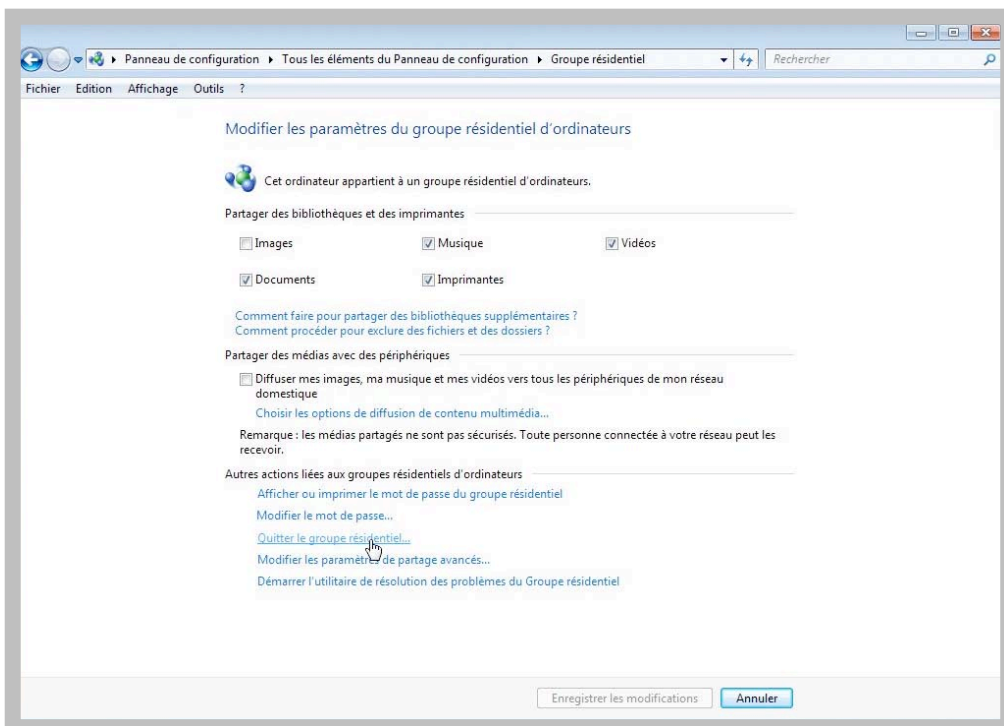 Panneau de configuration ▸ Tous les éléments du Panneau de configuration ▸ Groupe résidentiel
Rechercher
Fichier Edition Affichage Outils ?
Modifier les paramètres du groupe résidentiel d'ordinateurs
Cet ordinateur appartient à un groupe résidentiel d'ordinateurs.
Partager des bibliothèques et des imprimantes
Images Musique Vidéos
Documents Imprimantes
Comment faire pour partager des bibliothèques supplémentaires ?
Comment procéder pour exclure des fichiers et des dossiers ?
Partager des médias avec des périphériques
Diffuser mes images, ma musique et mes vidéos vers tous les périphériques de mon réseau
domestique
Choisir les options de diffusion de contenu multimédia...
Remarque : les médias partagés ne sont pas sécurisés. Toute personne connectée à votre réseau peut les
recevoir.
Autres actions liées aux groupes résidentiels d'ordinateurs
Afficher ou imprimer le mot de passe du groupe résidentiel
Modifier le mot de passe...
Quitter le groupe résidentiel...
Modifier les paramètres de partage avancés...
Démarrer l'utilitaire de résolution des problèmes du Groupe résidentiel
Enregistrer les modifications Annuler